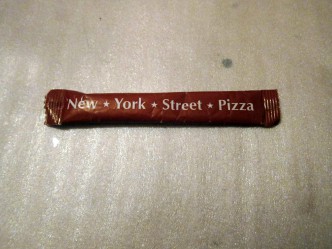 New ★ York ★ Street ★ Pizza